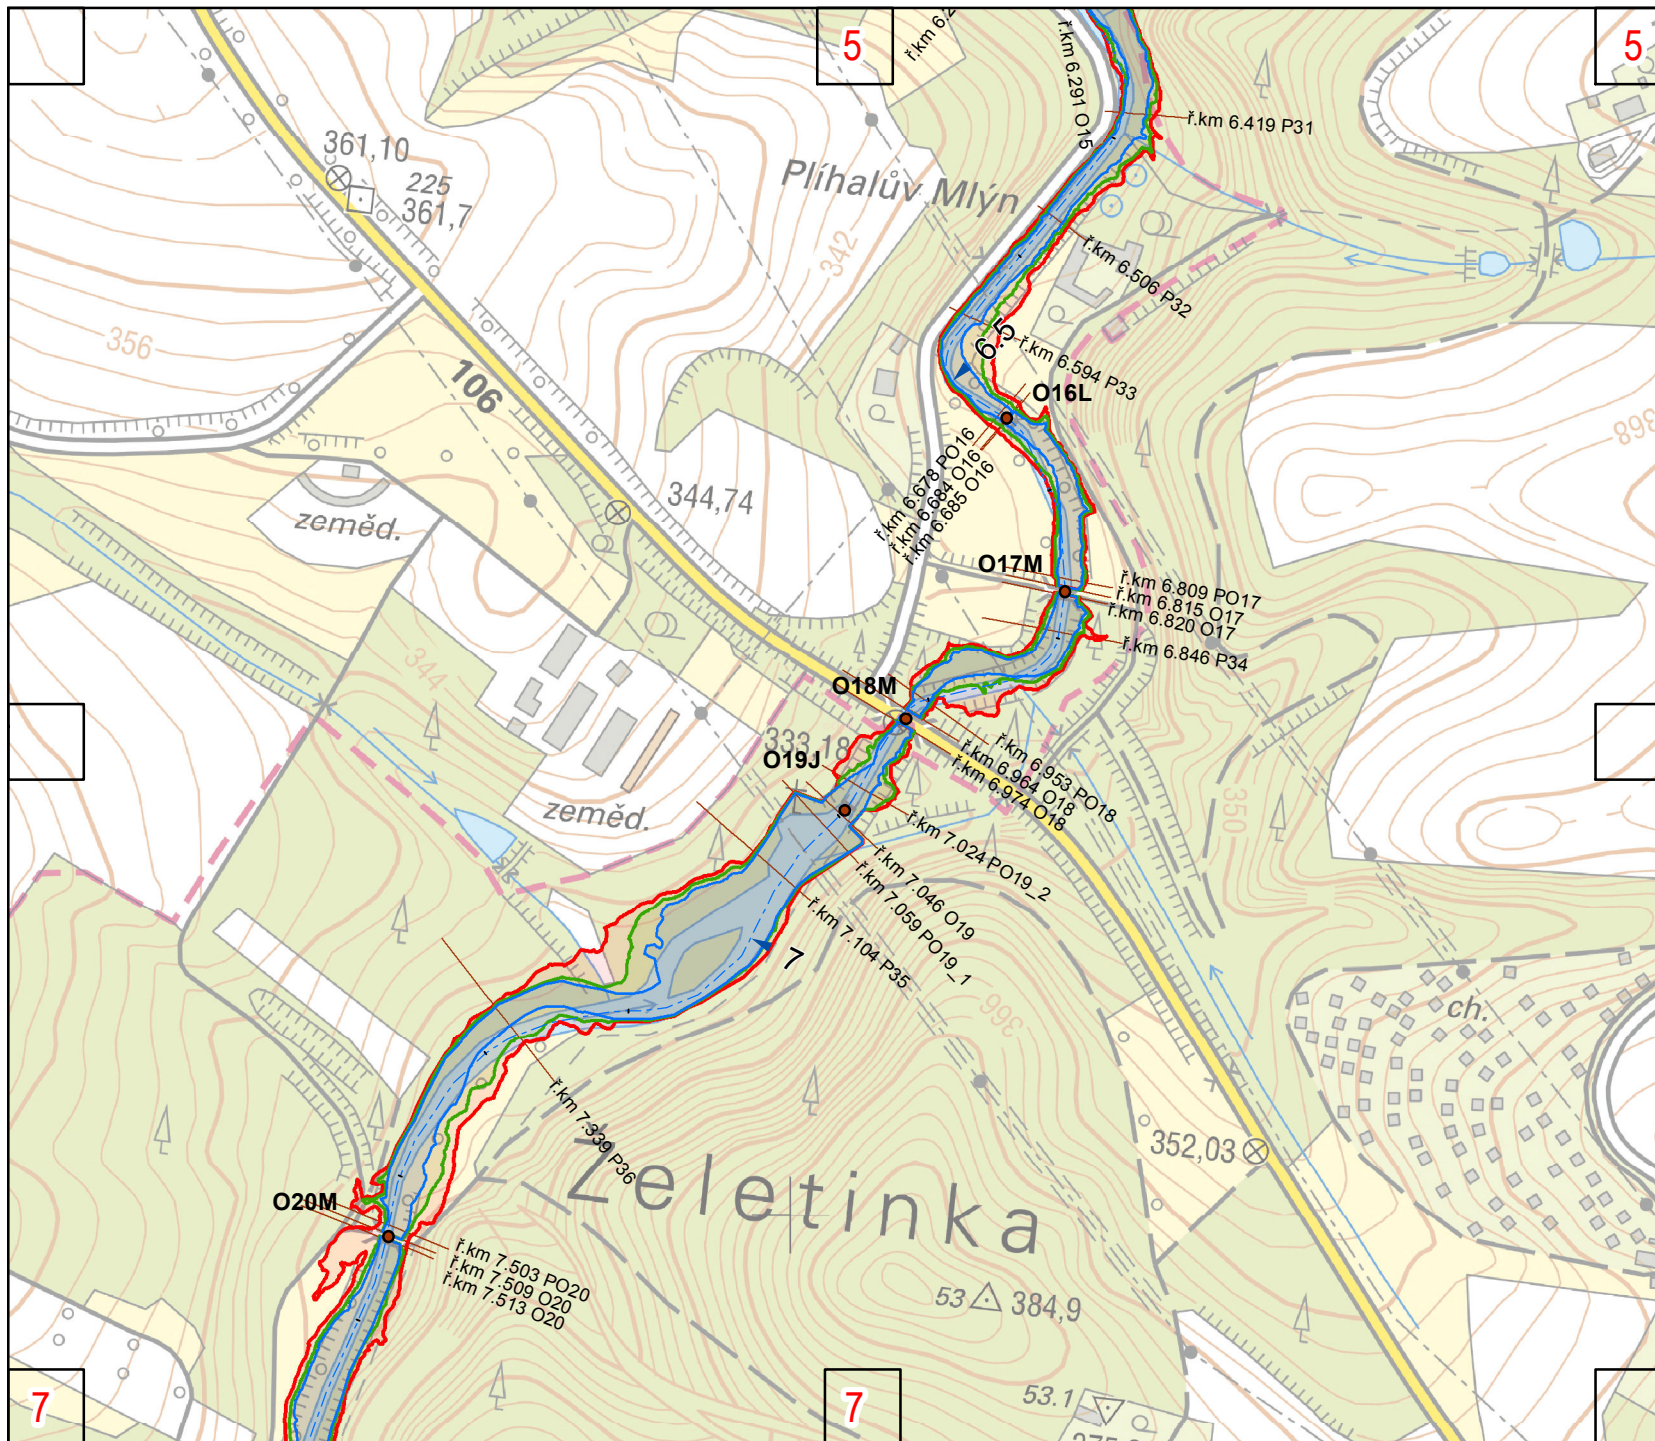 5
5
ř.km 6.2
ř.km 6.291 O15
ř.km 6.419 P31
361,10
225
361,7
Plíhalův Mlýn
342
ř.km 6.506 P32
356
6.5
ř.km 6.594 P33
106
O16L
368
ř.km 6.678 PO16
ř.km 6.684 O16
ř.km 6.685 O16
344,74
zeměd.
O17M
ř.km 6.809 PO17
ř.km 6.815 O17
ř.km 6.820 O17
ř.km 6.846 P34
344
O18M
333,18
O19J
ř.km 6.953 PO18
ř.km 6.964 O18
ř.km 6.974 O18
350
zeměd.
ř.km 7.024 PO19_2
ř.km 7.046 O19
ř.km 7.059 PO19_1
ř.km 7.104 P35
7
376
ch.
ř.km 7.339 P36
352,03
Želetinka
O20M
ř.km 7.503 PO20
ř.km 7.509 O20
ř.km 7.513 O20
53
384,9
7
7
53.1